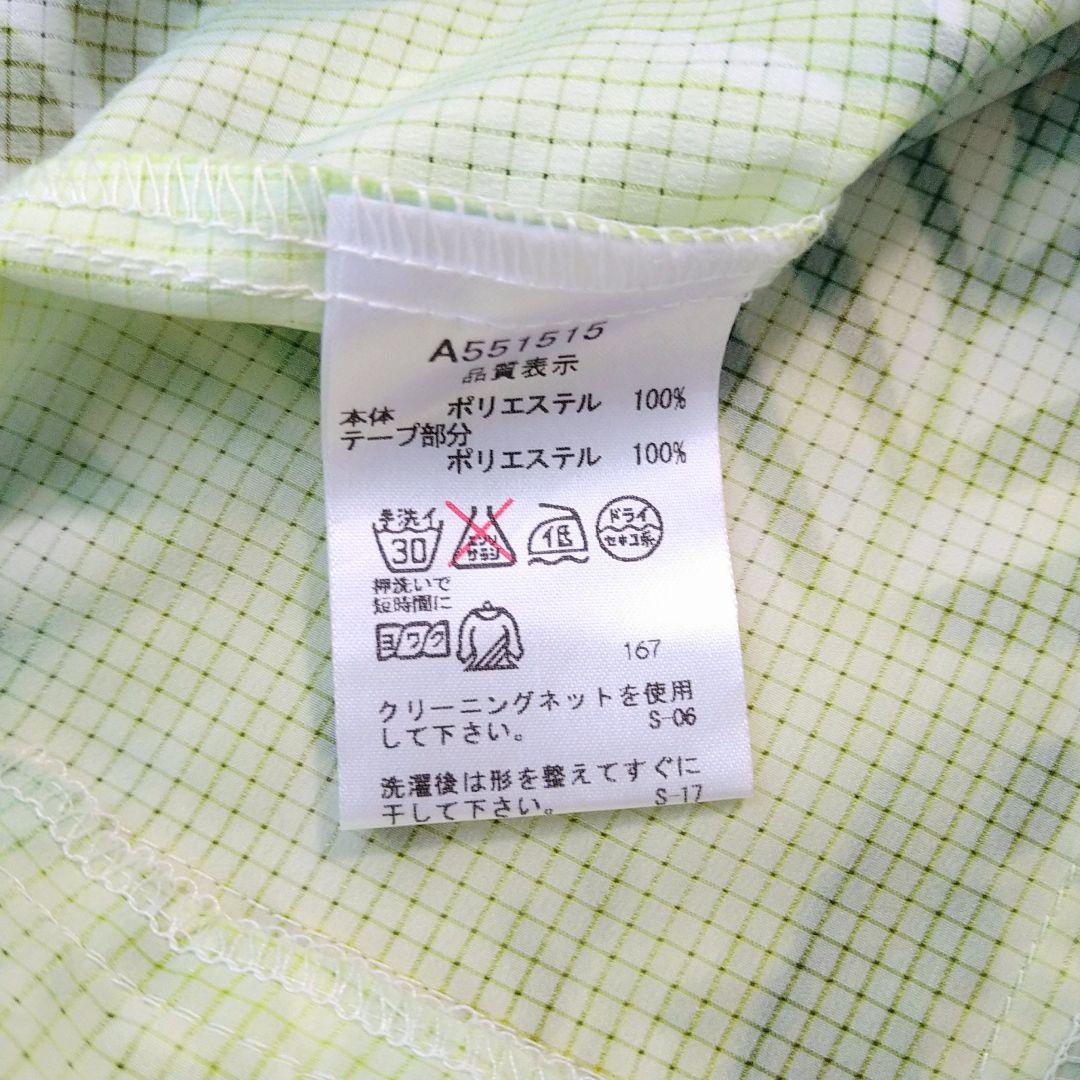 A551515
品質表示
本体 ポリエステル 100%
テープ部分
ポリエステル 100%
手洗イ 30 エンソサラシ 低 ドライ セキユ系
押洗いで
短時間に
ヨワク
167
クリーニングネットを使用
して下さい。 S-06
洗濯後は形を整えてすぐに
干して下さい。 S-17